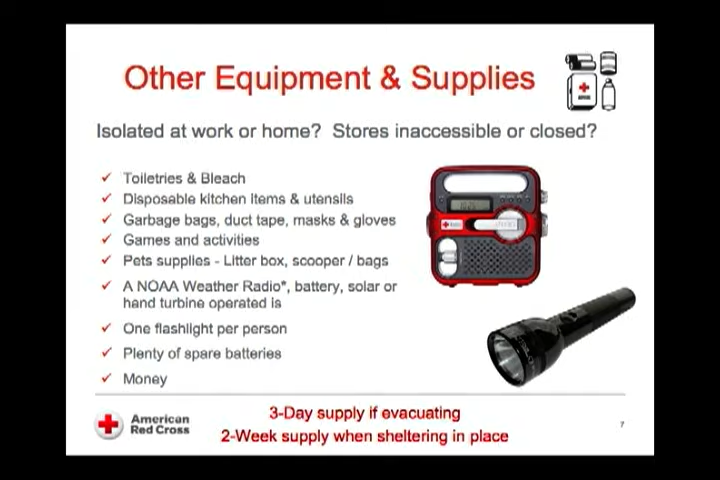 Other Equipment & Supplies
Isolated at work or home? Stores inaccessible or closed?
Toiletries & Bleach
Disposable kitchen items & utensils
Garbage bags, duct tape, masks & gloves
Games and activities
Pets supplies - Litter box, scooper / bags
A NOAA Weather Radio*, battery, solar or
hand turbine operated is
One flashlight per person
Plenty of spare batteries
Money
3-Day supply if evacuating
2-Week supply when sheltering in place
American
Red Cross
7